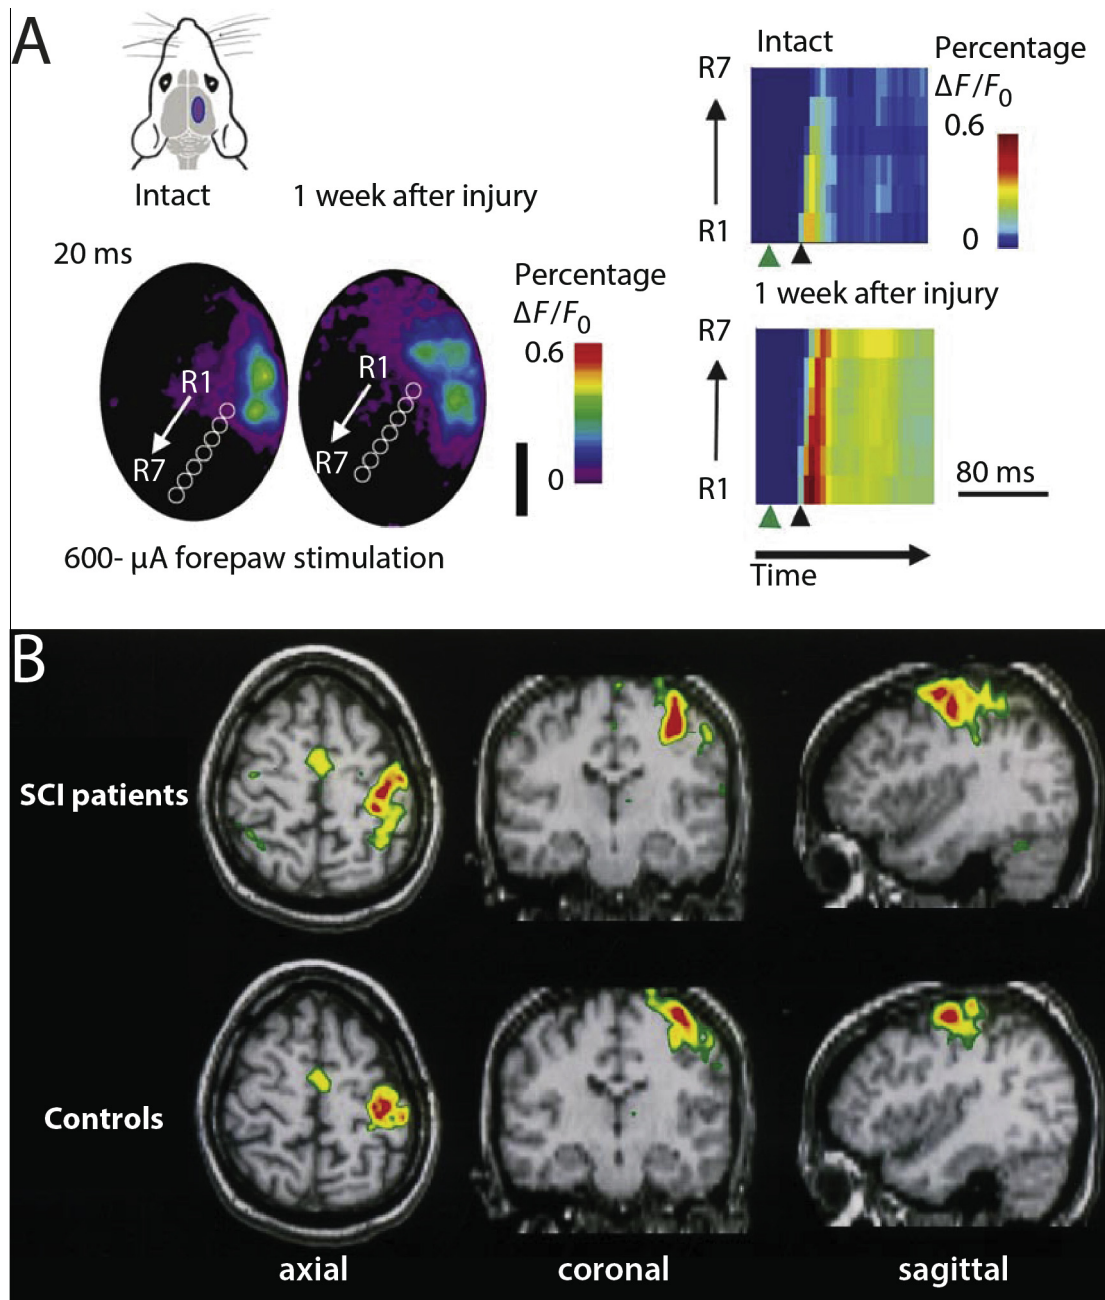 A
Intact
1 week after injury
20 ms
R1
R7
R1
R7
Percentage
ΔF/F0
0.6
0
600- µA forepaw stimulation
Intact
R7
R1
Percentage
ΔF/F0
0.6
0
1 week after injury
R7
R1
80 ms
Time
B
SCI patients
Controls
axial
coronal
sagittal